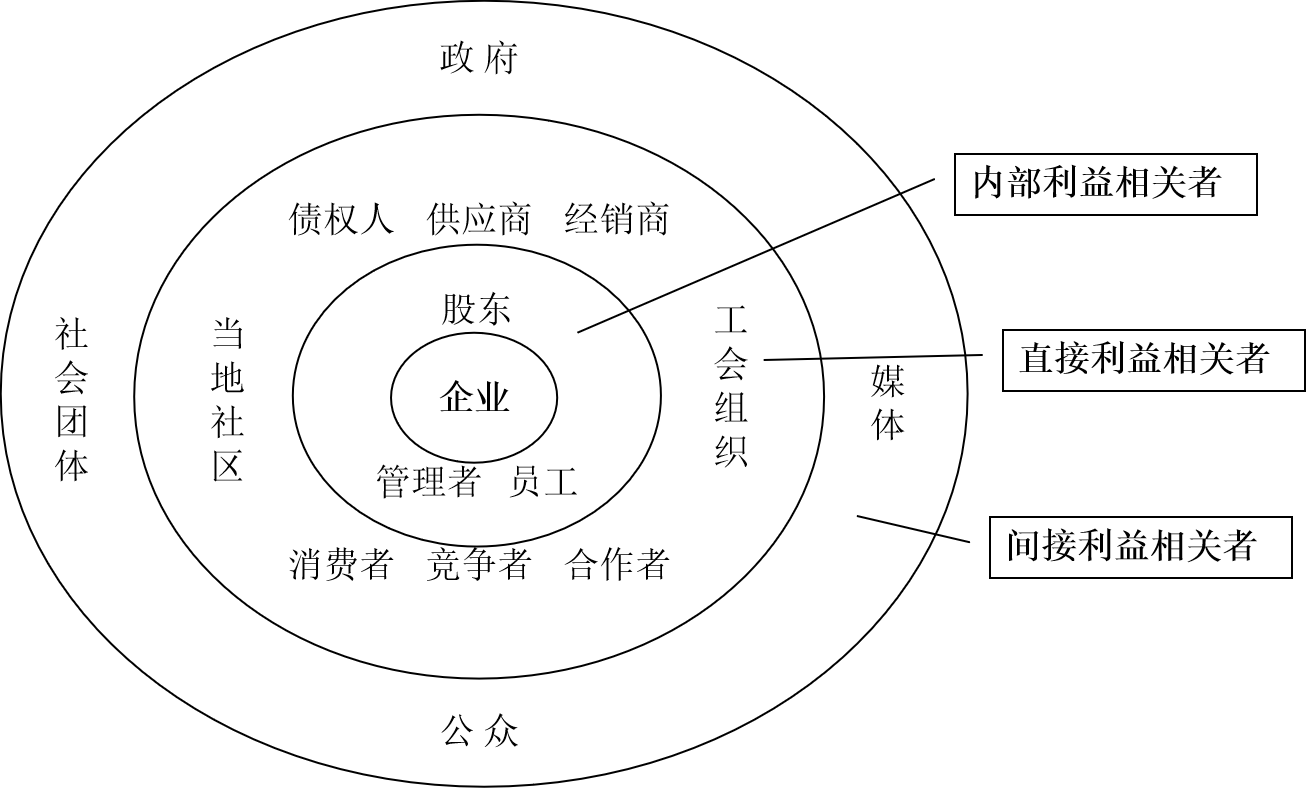 政府
内部利益相关者
债权人 供应商 经销商
股东
社会团体
当地社区
企业
工会组织
直接利益相关者
媒体
管理者 员工
间接利益相关者
消费者 竞争者 合作者
公众